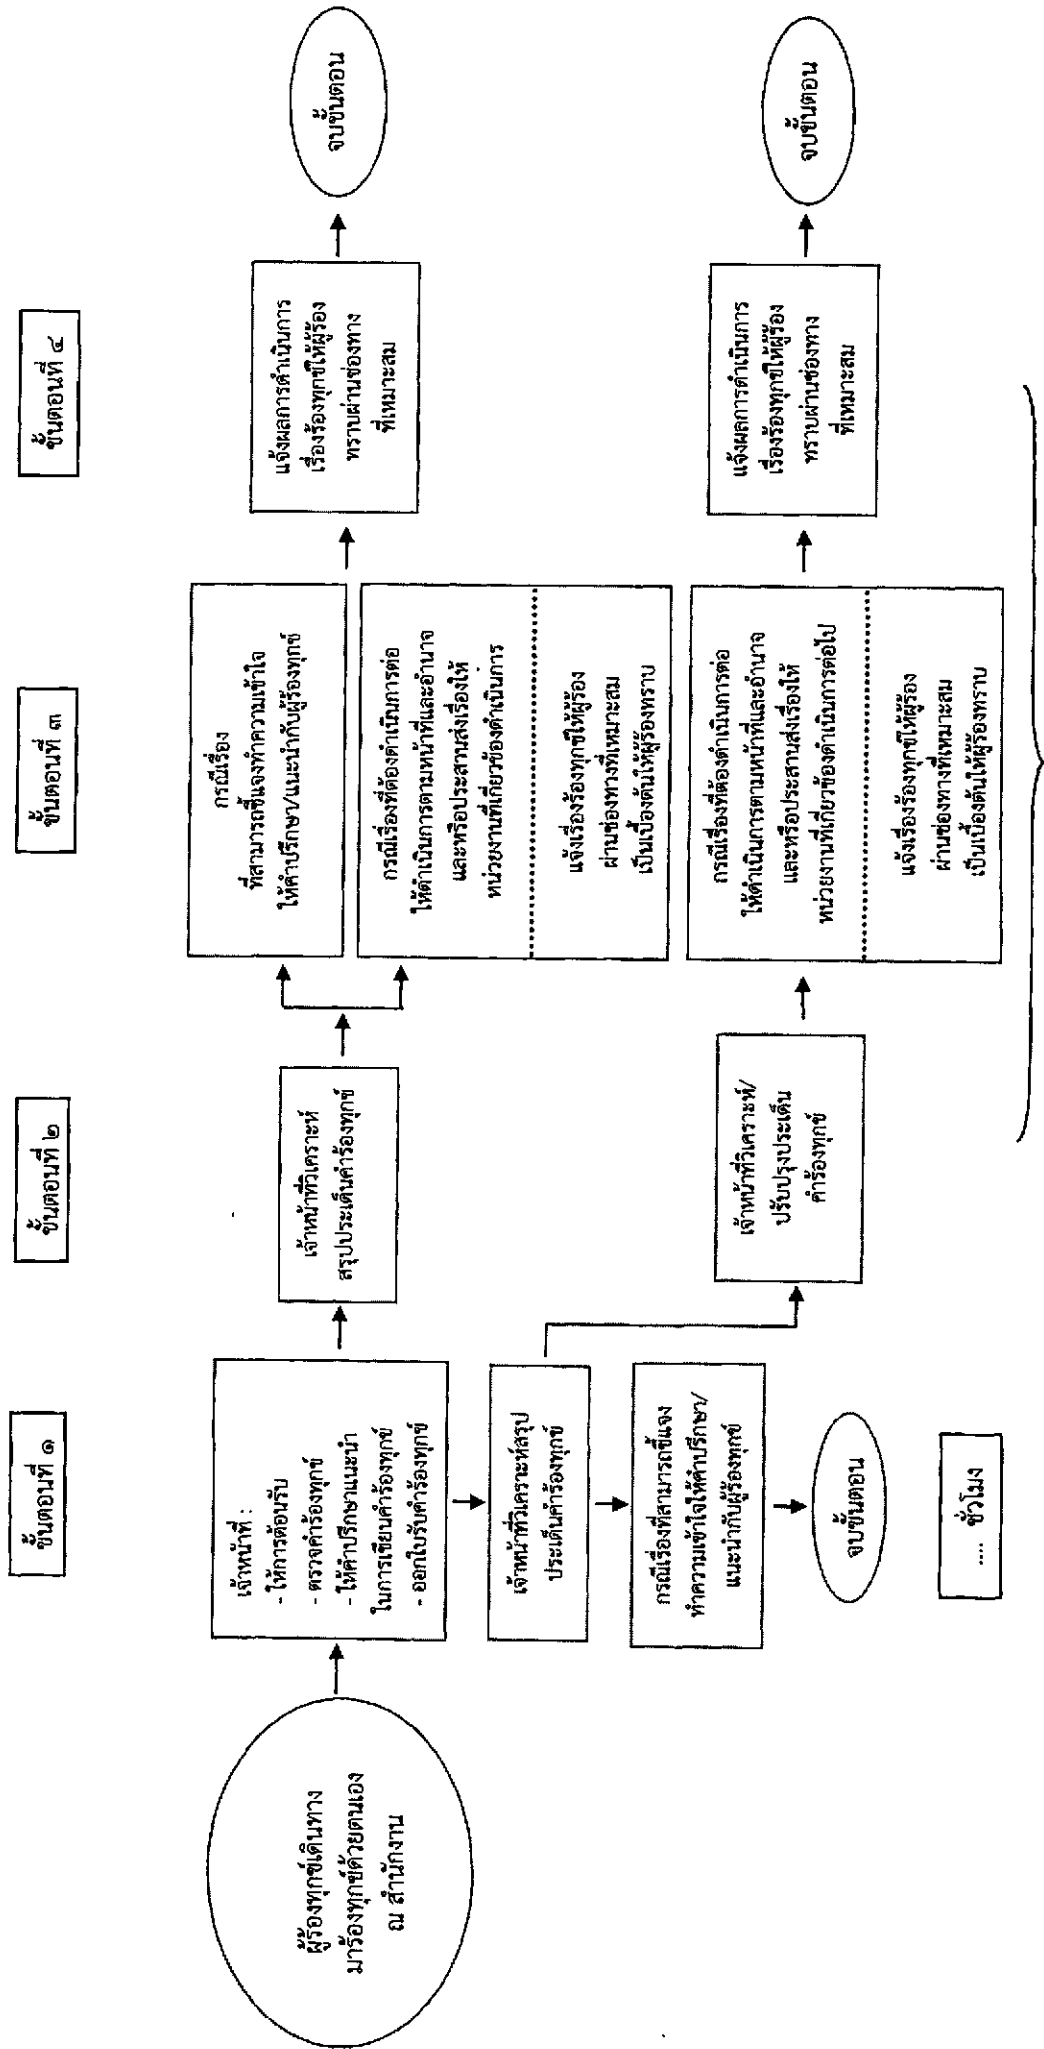 ขั้นตอนที่ ๑
ขั้นตอนที่ ๒
ขั้นตอนที่ ๓
ขั้นตอนที่ ๔
ผู้ร้องทุกข์เดินทาง
มาร้องทุกข์ด้วยตนเอง
ณ สำนักงาน
เจ้าหน้าที่ :
- ให้การต้อนรับ
- ตรวจคำร้องทุกข์
- ให้คำปรึกษาแนะนำ
ในการเขียนคำร้องทุกข์
- ออกใบรับคำร้องทุกข์
เจ้าหน้าที่วิเคราะห์
สรุปประเด็นคำร้องทุกข์
กรณีเรื่อง
ที่สามารถชี้แจงทำความเข้าใจ
ให้คำปรึกษา/แนะนำกับผู้ร้องทุกข์
กรณีเรื่องที่ต้องดำเนินการต่อ
ให้ดำเนินการตามหน้าที่และอำนาจ
และหรือประสานส่งเรื่องให้
หน่วยงานที่เกี่ยวข้องดำเนินการ
แจ้งเรื่องร้องทุกข์ให้ผู้ร้อง
ผ่านช่องทางที่เหมาะสม
เป็นเบื้องต้นให้ผู้ร้องทราบ
แจ้งผลการดำเนินการ
เรื่องร้องทุกข์ให้ผู้ร้อง
ทราบผ่านช่องทาง
ที่เหมาะสม
จบขั้นตอน
เจ้าหน้าที่วิเคราะห์สรุป
ประเด็นคำร้องทุกข์
กรณีเรื่องที่สามารถชี้แจง
ทำความเข้าใจให้คำปรึกษา/
แนะนำกับผู้ร้องทุกข์
จบขั้นตอน
เจ้าหน้าที่วิเคราะห์/
ปรับปรุงประเด็น
คำร้องทุกข์
กรณีเรื่องที่ต้องดำเนินการต่อ
ให้ดำเนินการตามหน้าที่และอำนาจ
และหรือประสานส่งเรื่องให้
หน่วยงานที่เกี่ยวข้องดำเนินการต่อไป
แจ้งเรื่องร้องทุกข์ให้ผู้ร้อง
ผ่านช่องทางที่เหมาะสม
เป็นเบื้องต้นให้ผู้ร้องทราบ
แจ้งผลการดำเนินการ
เรื่องร้องทุกข์ให้ผู้ร้อง
ทราบผ่านช่องทาง
ที่เหมาะสม
จบขั้นตอน
.... ชั่วโมง